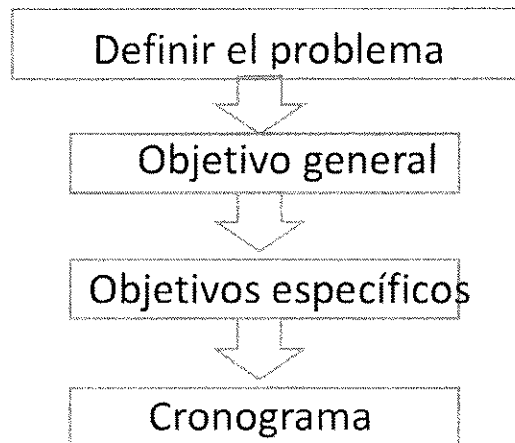 Definir el problema
Objetivo general
Objetivos específicos
Cronograma